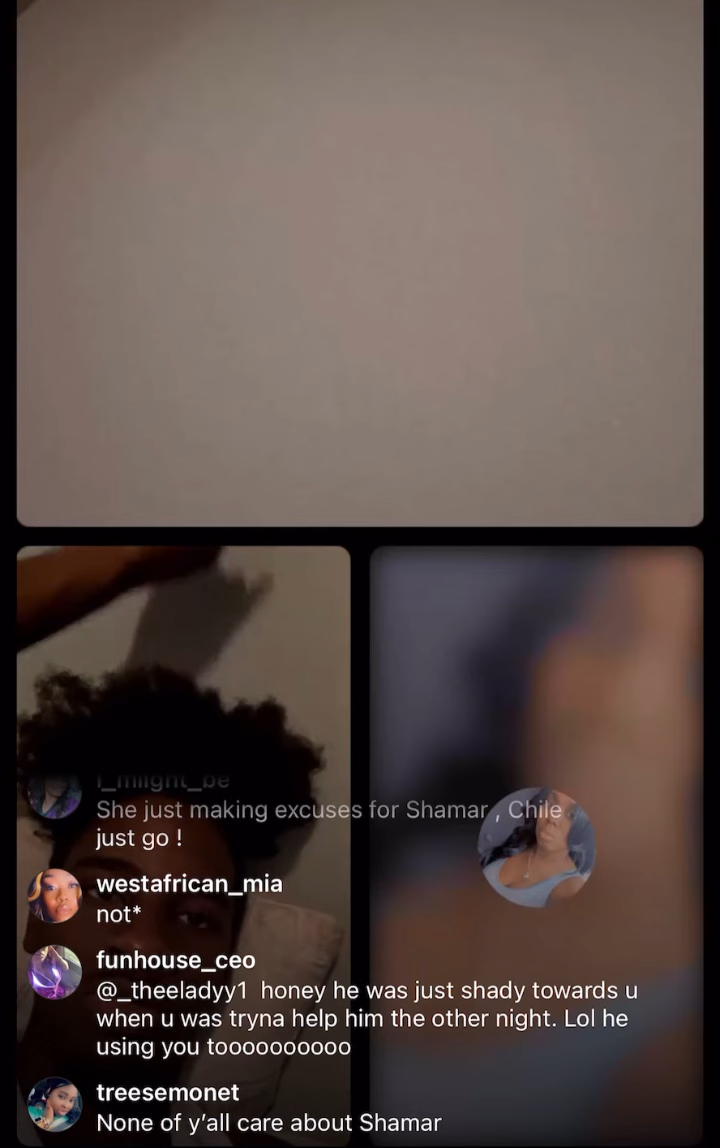 i_miight_be
She just making excuses for Shamar , Chile
just go !
westafrican_mia
not*
funhouse_ceo
@_theeladyy1 honey he was just shady towards u
when u was tryna help him the other night. Lol he
using you toooooooooo
treesemonet
None of y’all care about Shamar